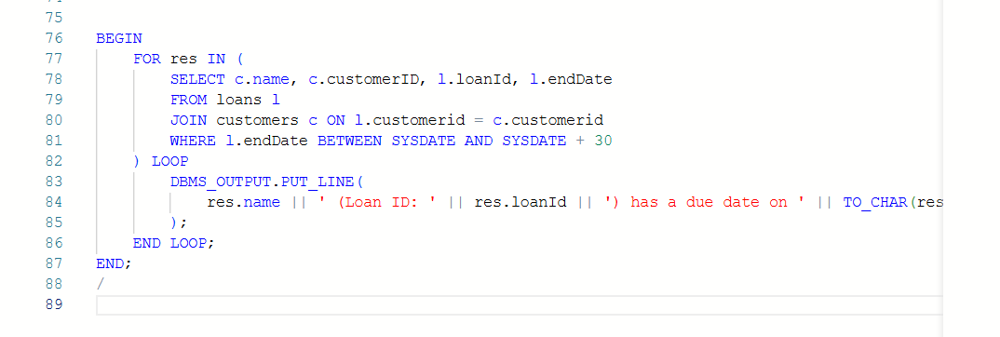 75
76 BEGIN
77     FOR res IN (
78         SELECT c.name, c.customerID, l.loanId, l.endDate
79         FROM loans l
80         JOIN customers c ON l.customerid = c.customerid
81         WHERE l.endDate BETWEEN SYSDATE AND SYSDATE + 30
82     ) LOOP
83         DBMS_OUTPUT.PUT_LINE(
84             res.name || ' (Loan ID: ' || res.loanId || ') has a due date on ' || TO_CHAR(res
85         );
86     END LOOP;
87 END;
88 /
89